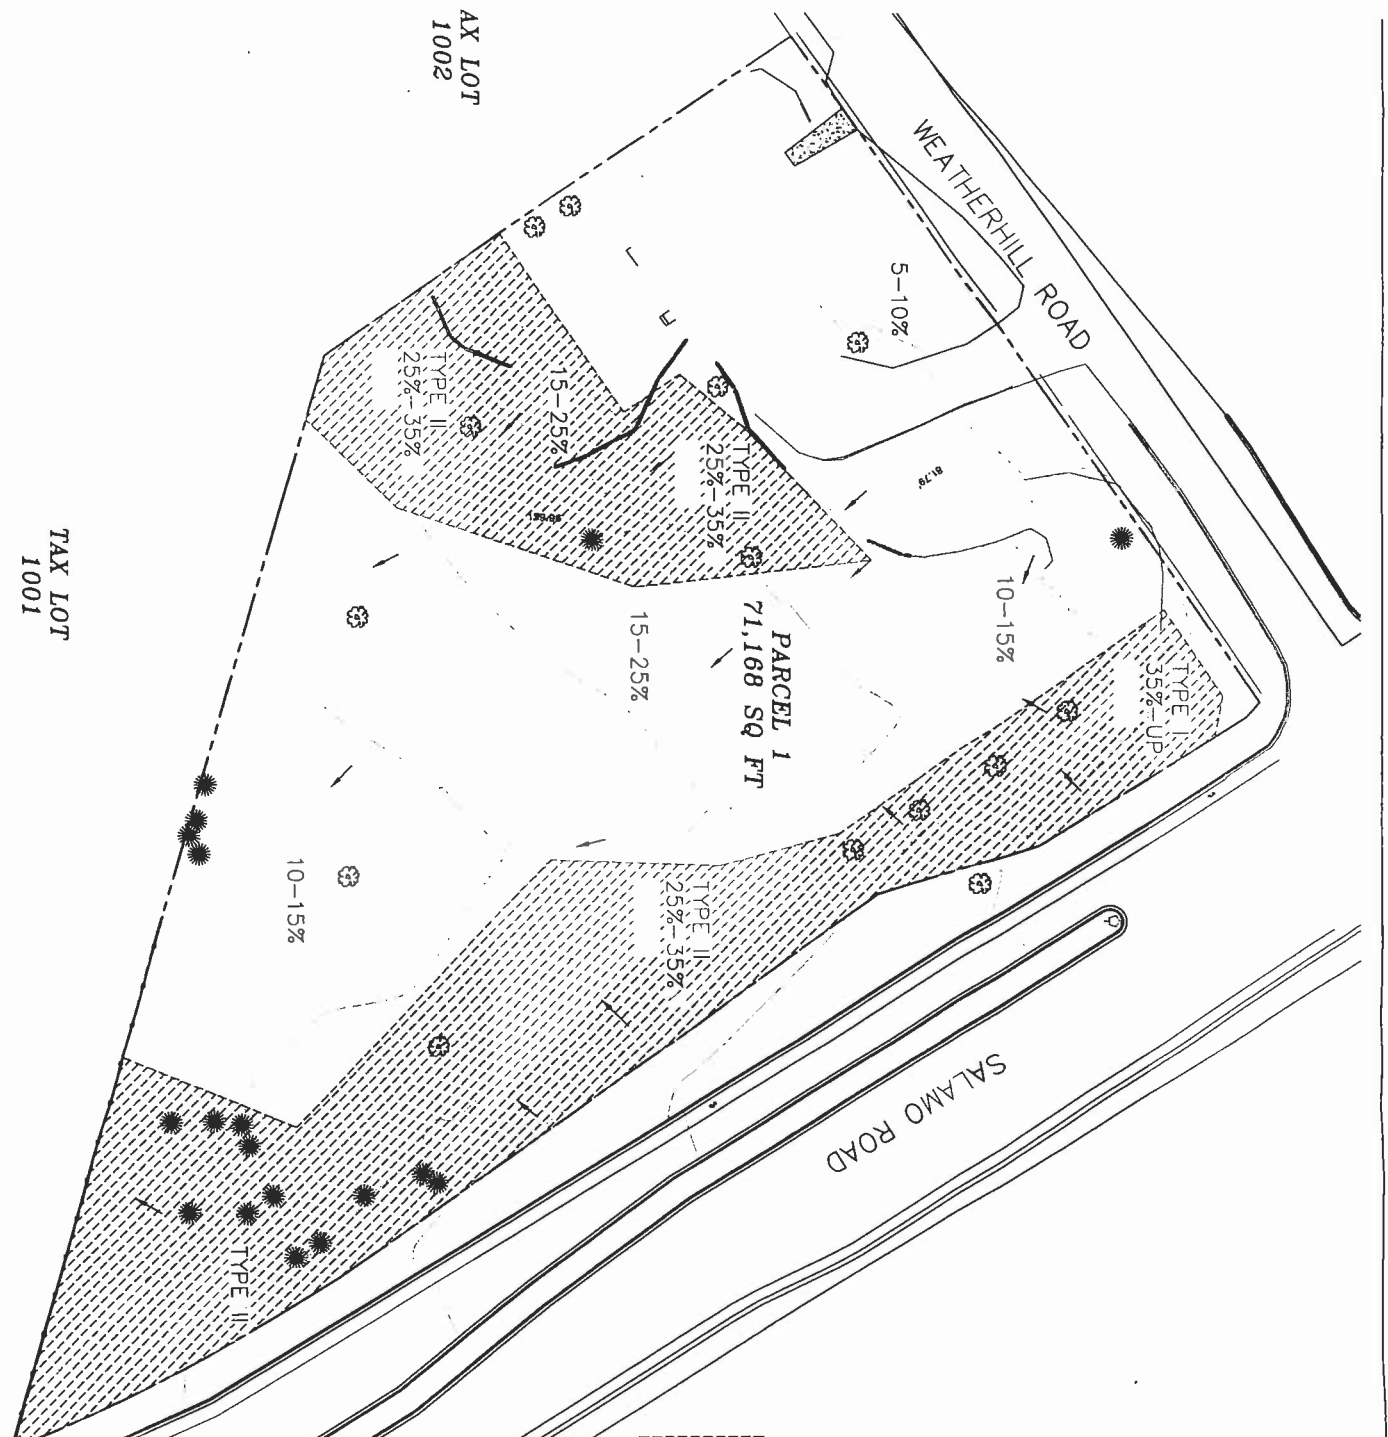 AX LOT
1002
WEATHERHILL ROAD
5-10%
TYPE II
25%-35%
15-25%
TYPE II
25%-35%
81.79'
10-15%
TYPE I
35%-UP
PARCEL 1
71,168 SQ FT
15-25%
TAX LOT
1001
10-15%
TYPE II
25%-35%
SALAMO ROAD
TYPE II